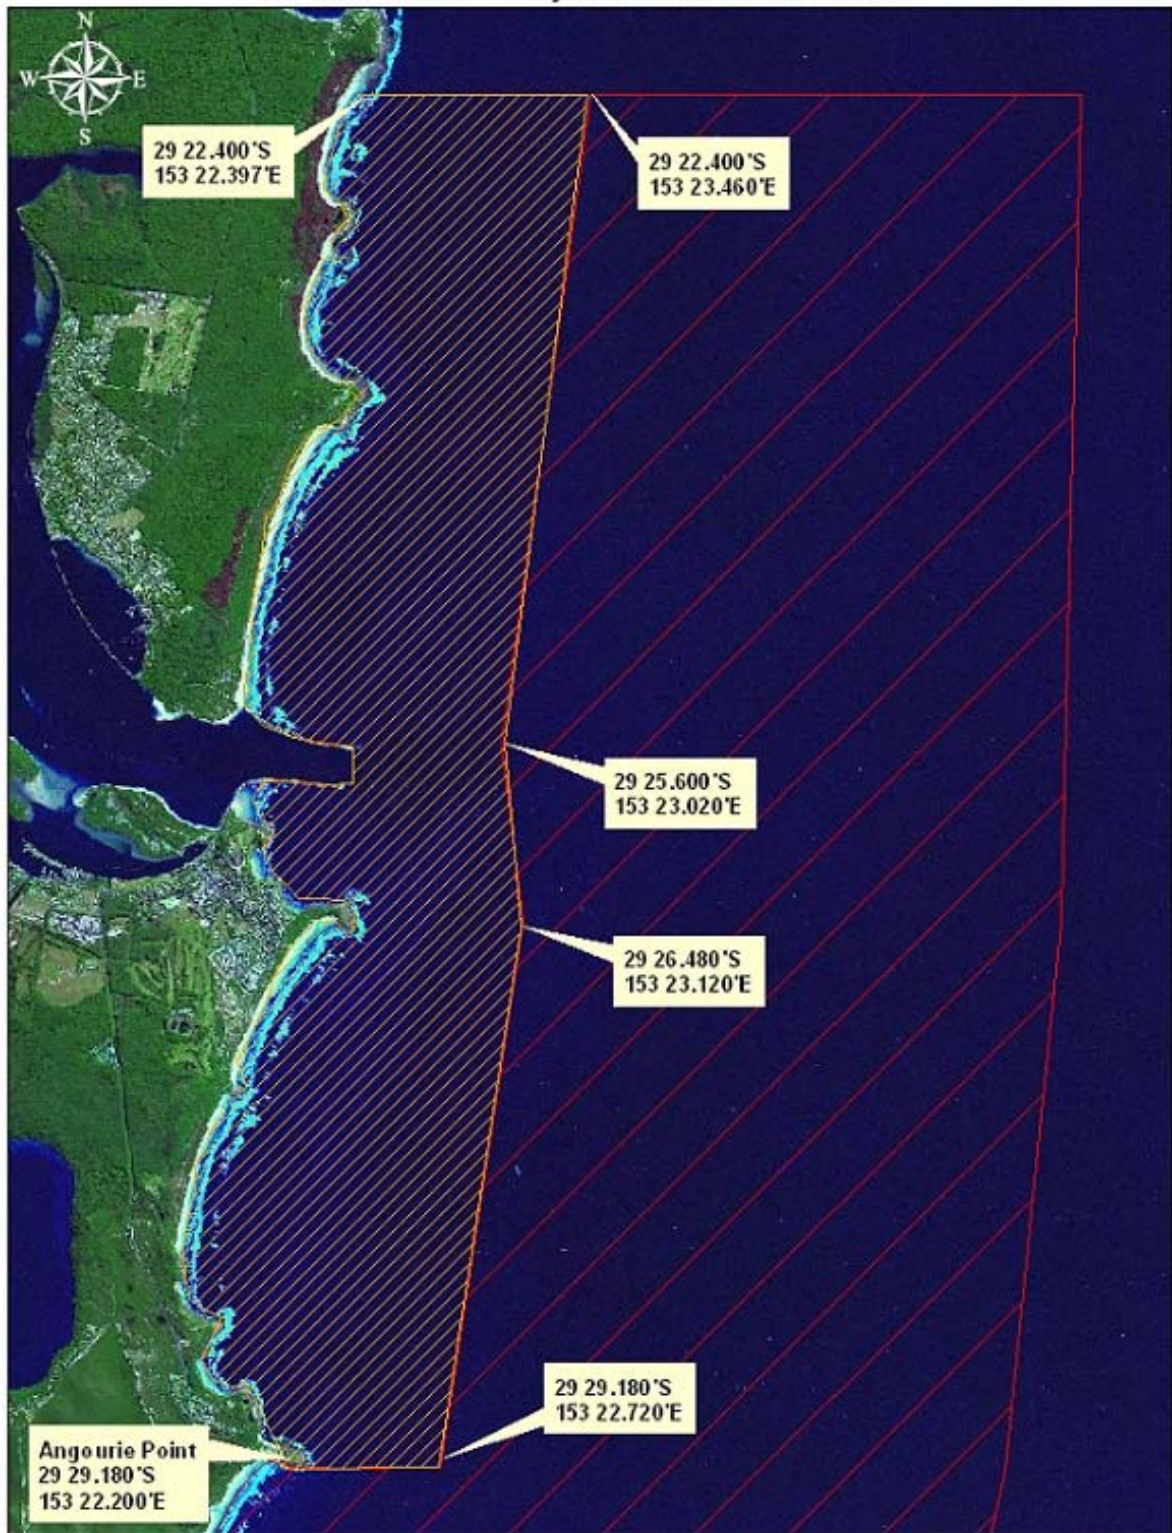 N
W E
S
29 22.400'S
153 22.397'E
29 22.400'S
153 23.460'E
29 25.600'S
153 23.020'E
29 26.480'S
153 23.120'E
29 29.180'S
153 22.720'E
Angourie Point
29 29.180'S
153 22.200'E